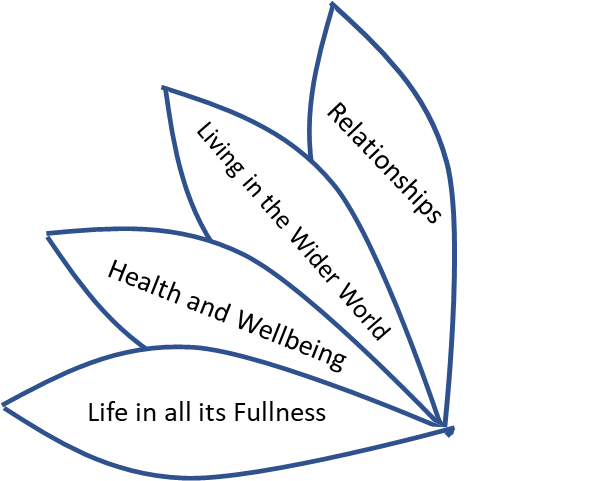 Relationships
Living in the Wider World
Health and Wellbeing
Life in all its Fullness